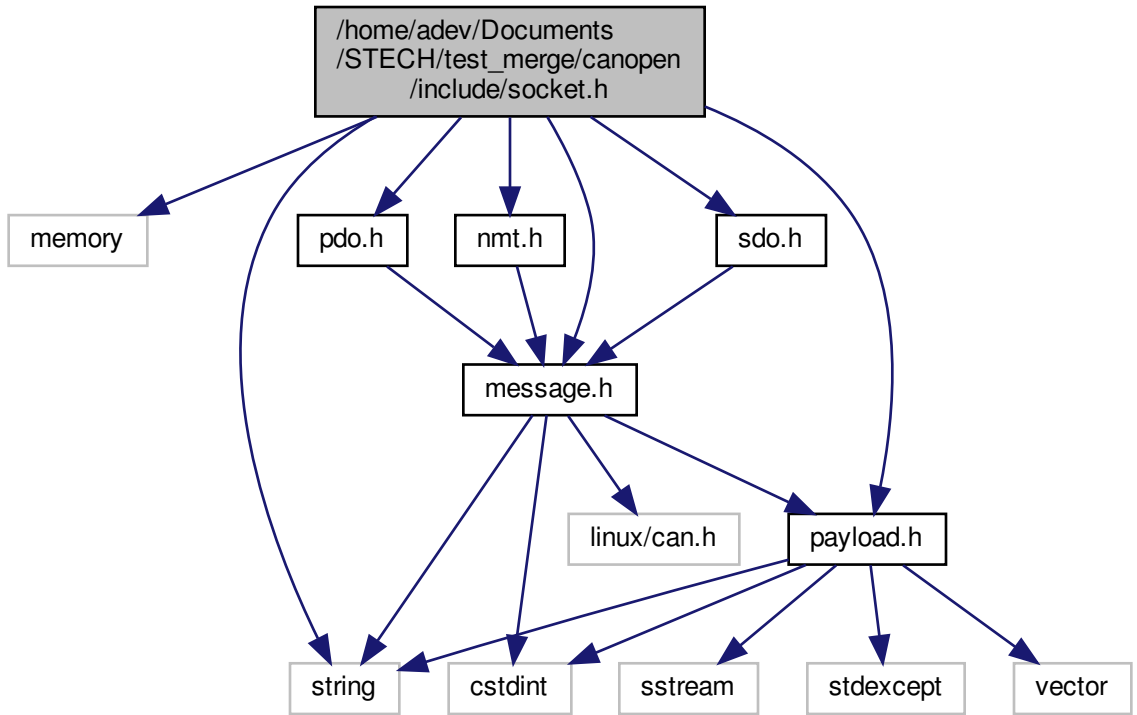 /home/adev/Documents
/STECH/test_merge/canopen
/include/socket.h
memory
pdo.h
nmt.h
sdo.h
message.h
linux/can.h
payload.h
string
cstdint
sstream
stdexcept
vector